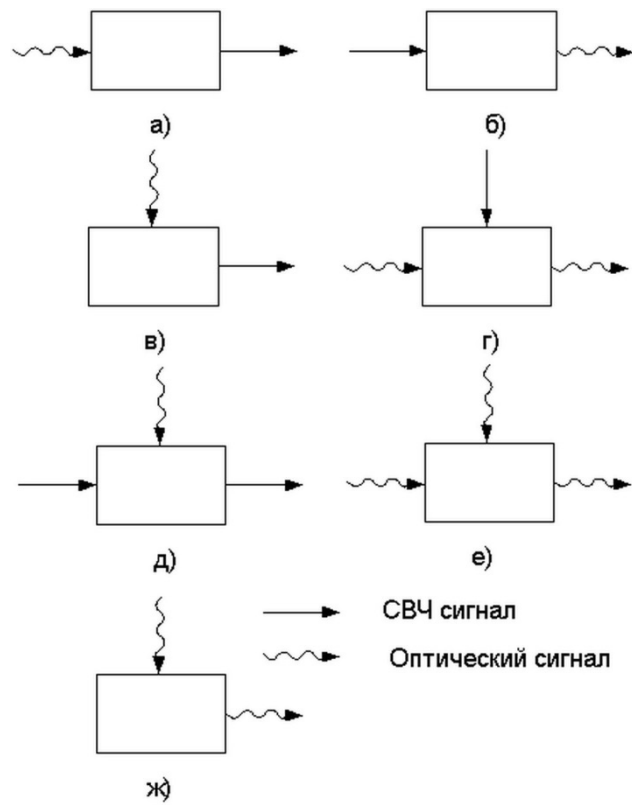 а)
б)
в)
г)
д)
е)
СВЧ сигнал
Оптический сигнал
ж)